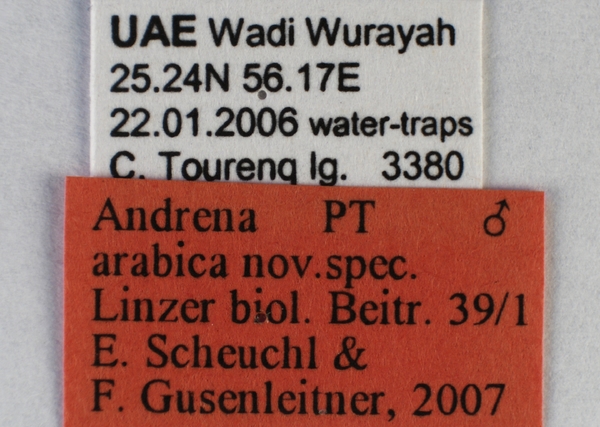 UAE Wadi Wurayah
25.24N 56.17E
22.01.2006 water-traps
C. Tourenq lg. 3380
Andrena PT ♂
arabica nov.spec.
Linzer biol. Beitr. 39/1
E. Scheuchl &
F. Gusenleitner, 2007